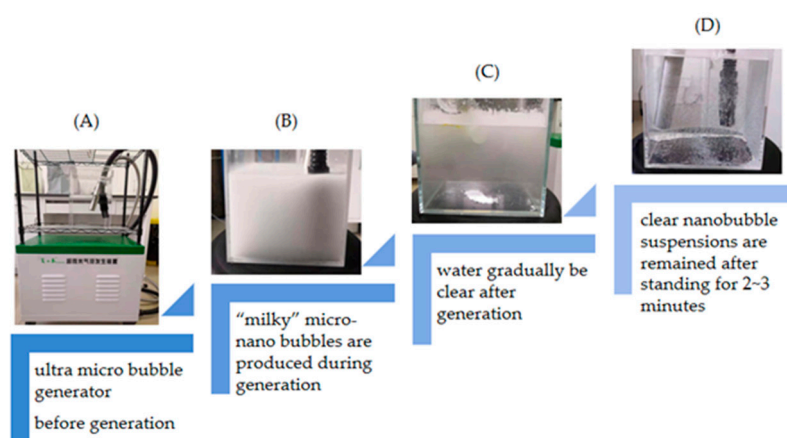 (A)
ultra micro bubble
generator
before generation
(B)
“milky” micro-
nano bubbles are
produced during
generation
(C)
water gradually be
clear after
generation
(D)
clear nanobubble
suspensions are
remained after
standing for 2~3
minutes